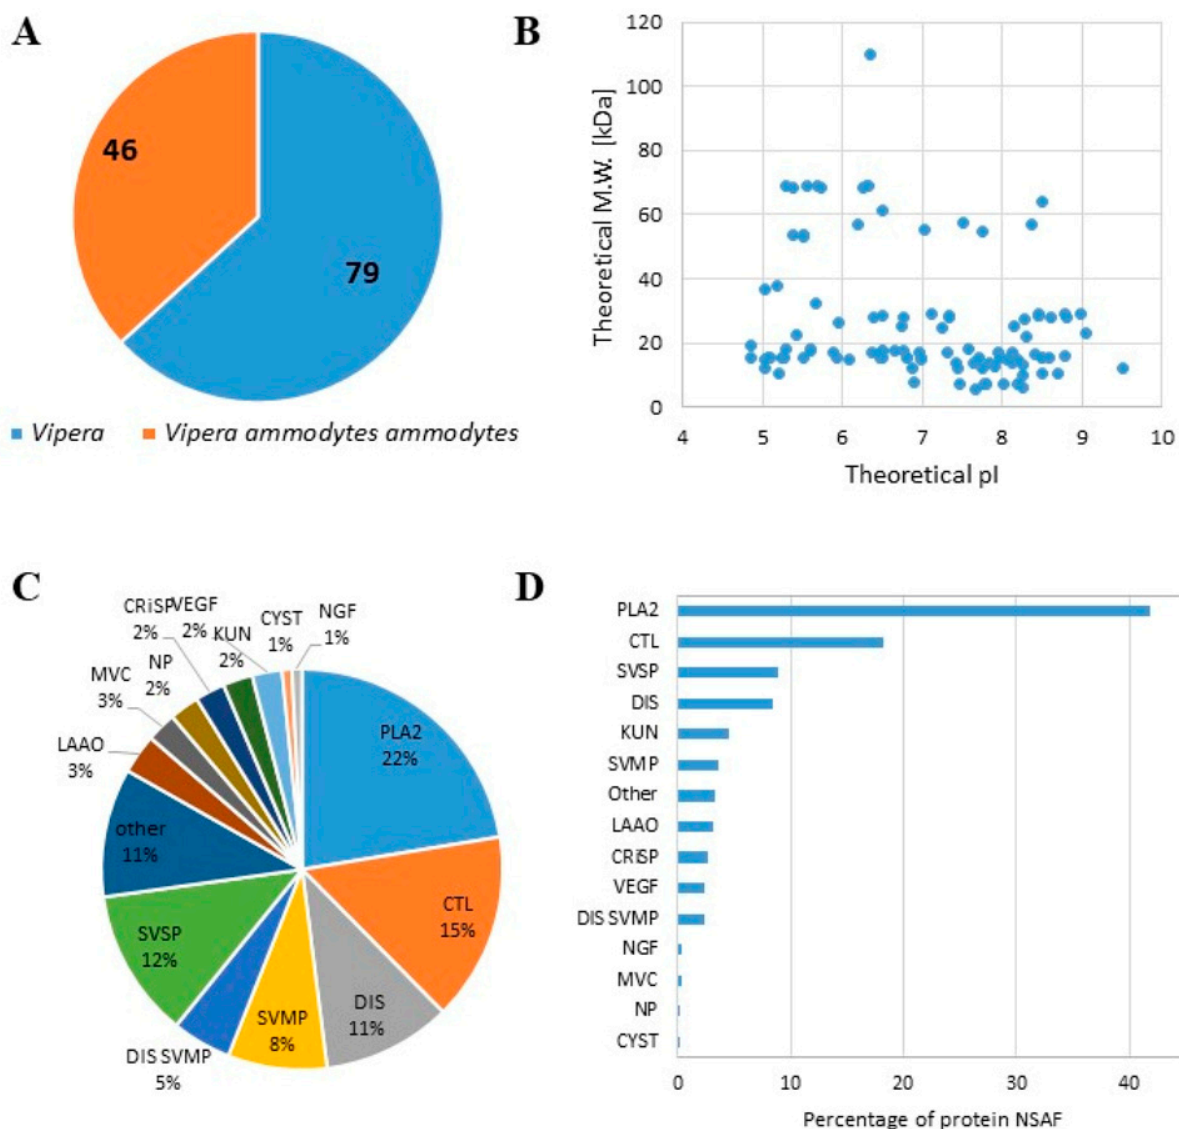 A
46
79
Vipera
Vipera ammodytes ammodytes
B
Theoretical M.W. [kDa]
120
100
80
60
40
20
0
4 5 6 7 8 9 10
Theoretical pI
C
CRiSP
2%
VEGF
2%
KUN
2%
CYST
1%
NGF
1%
NP
2%
MVC
3%
LAAO
3%
PLA2
22%
other
11%
CTL
15%
SVSP
12%
DIS
11%
SVMP
8%
DIS SVMP
5%
D
PLA2
CTL
SVSP
DIS
KUN
SVMP
Other
LAAO
CRiSP
VEGF
DIS SVMP
NGF
MVC
NP
CYST
0 10 20 30 40
Percentage of protein NSAF